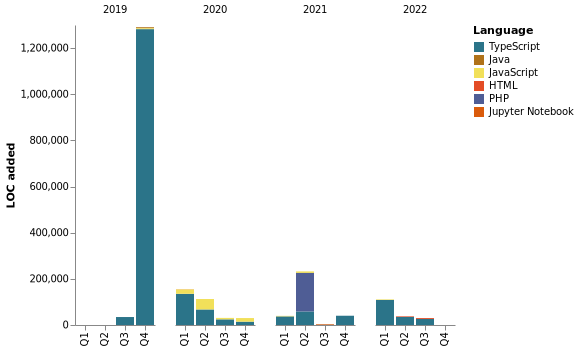 2019 2020 2021 2022
Language
TypeScript
Java
JavaScript
HTML
PHP
Jupyter Notebook
LOC added
1,200,000
1,000,000
800,000
600,000
400,000
200,000
0
Q1 Q2 Q3 Q4 Q1 Q2 Q3 Q4 Q1 Q2 Q3 Q4 Q1 Q2 Q3 Q4